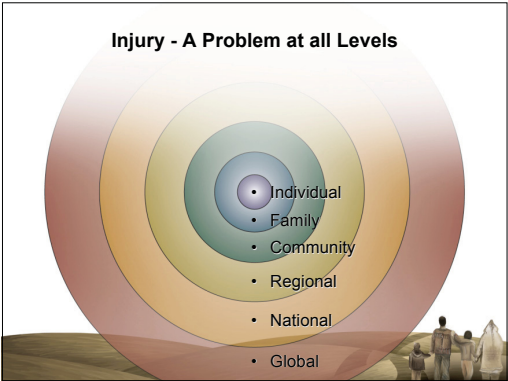 Injury - A Problem at all Levels
• Individual
• Family
• Community
• Regional
• National
• Global